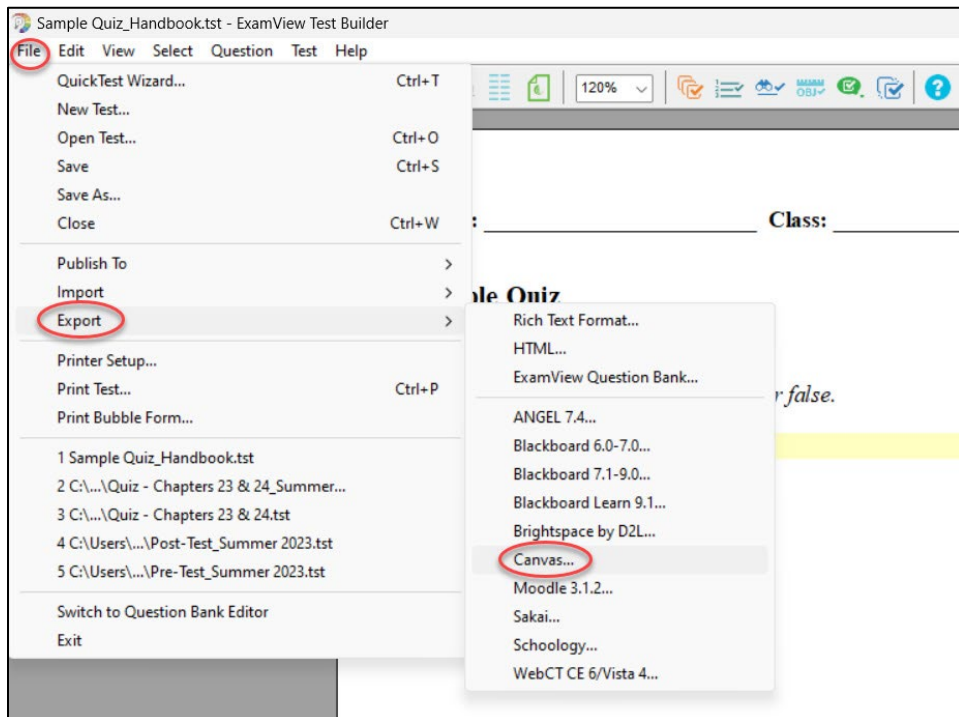 Sample Quiz_Handbook.tst - ExamView Test Builder
File Edit View Select Question Test Help
QuickTest Wizard... Ctrl+T
New Test...
Open Test... Ctrl+O
Save Ctrl+S
Save As...
Close Ctrl+W
Publish To >
Import >
Export >
Printer Setup...
Print Test... Ctrl+P
Print Bubble Form...
1 Sample Quiz_Handbook.tst
2 C:\...\Quiz - Chapters 23 & 24_Summer...
3 C:\...\Quiz - Chapters 23 & 24.tst
4 C:\Users\...\Post-Test_Summer 2023.tst
5 C:\Users\...\Pre-Test_Summer 2023.tst
Switch to Question Bank Editor
Exit
120%
OBJ
?
: ____________________ Class: __________
ple Quiz
Rich Text Format...
HTML...
ExamView Question Bank...
ANGEL 7.4...
Blackboard 6.0-7.0...
Blackboard 7.1-9.0...
Blackboard Learn 9.1...
Brightspace by D2L...
Canvas...
Moodle 3.1.2...
Sakai...
Schoology...
WebCT CE 6/Vista 4...
r false.